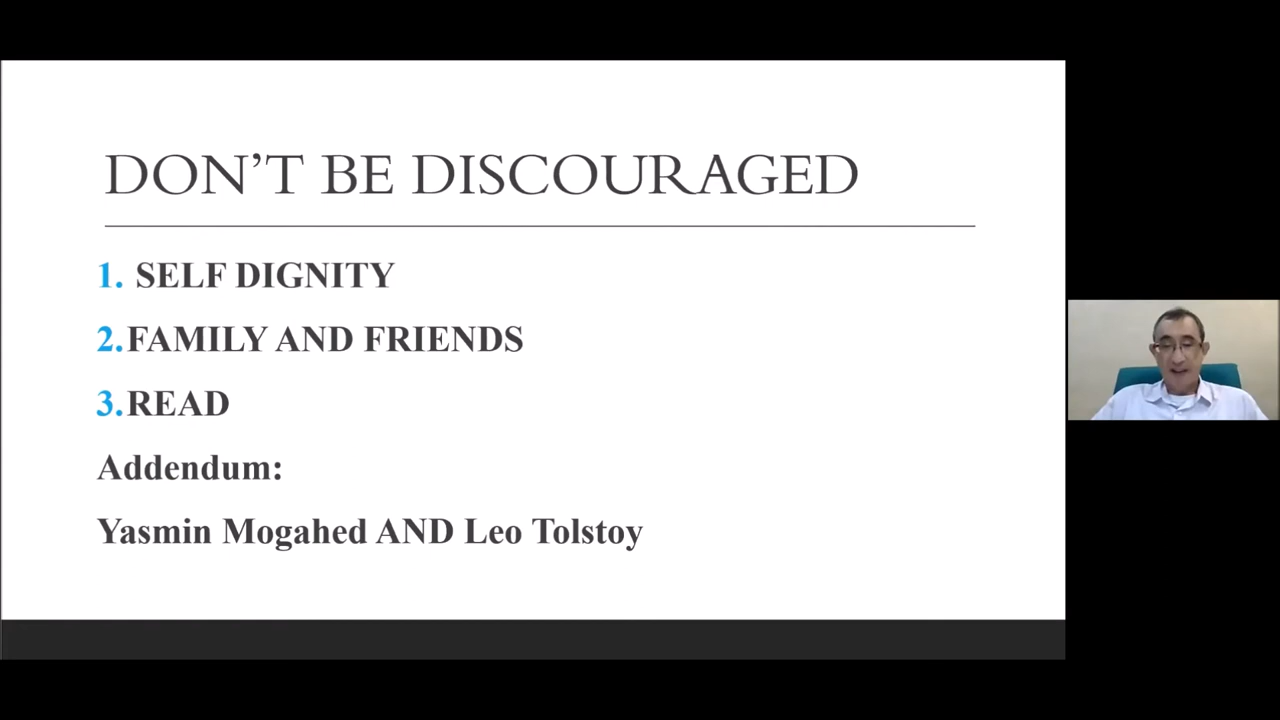 DON’T BE DISCOURAGED
1. SELF DIGNITY
2. FAMILY AND FRIENDS
3. READ
Addendum:
Yasmin Mogahed AND Leo Tolstoy